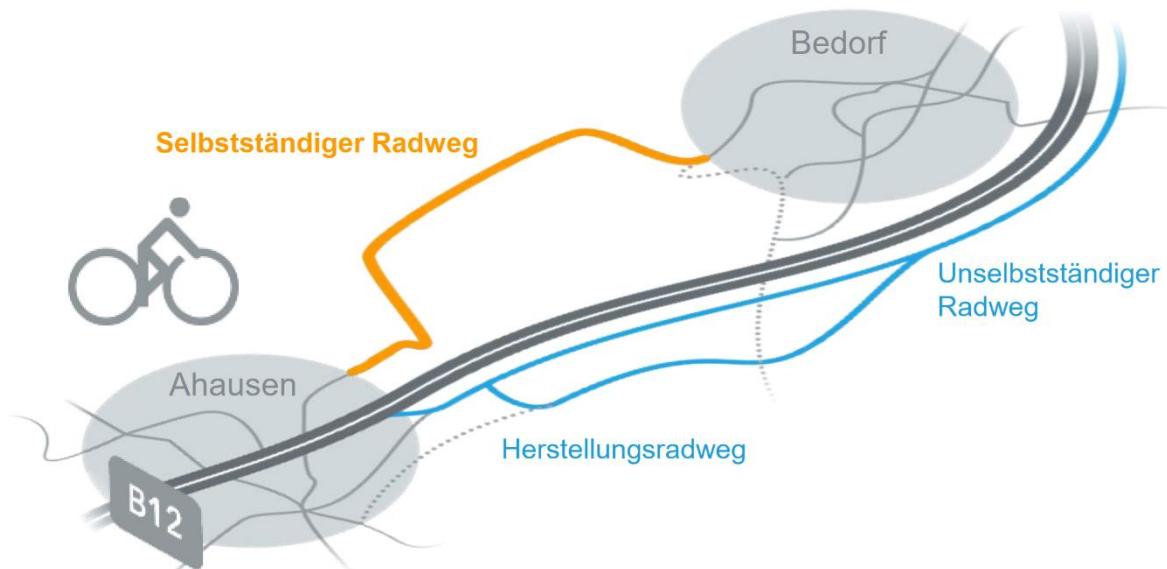 Bedorf
Selbstständiger Radweg
Unselbstständiger
Radweg
Ahausen
Herstellungsradweg
B12